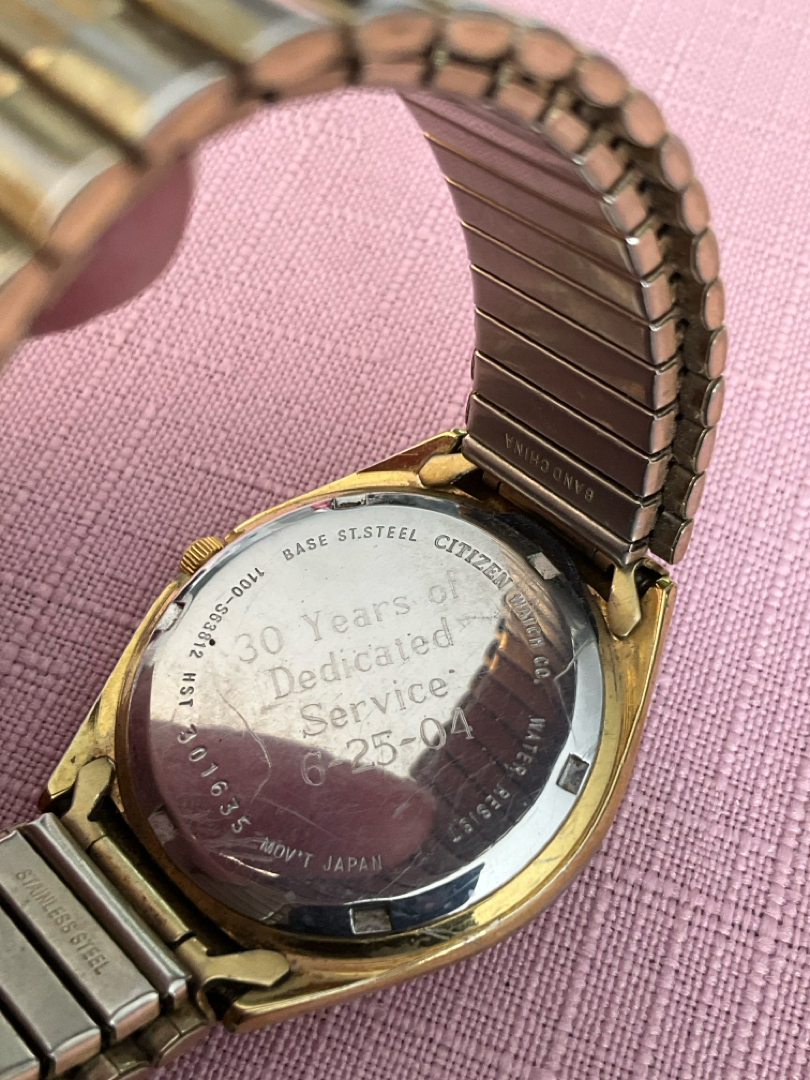 BASE ST.STEEL
CITIZEN WATCH CO.
WATER RESIST
1100-S63812 HST
301635
MOV'T JAPAN
30 Years of
Dedicated
Service
6-25-04
BAND CHINA
STAINLESS STEEL